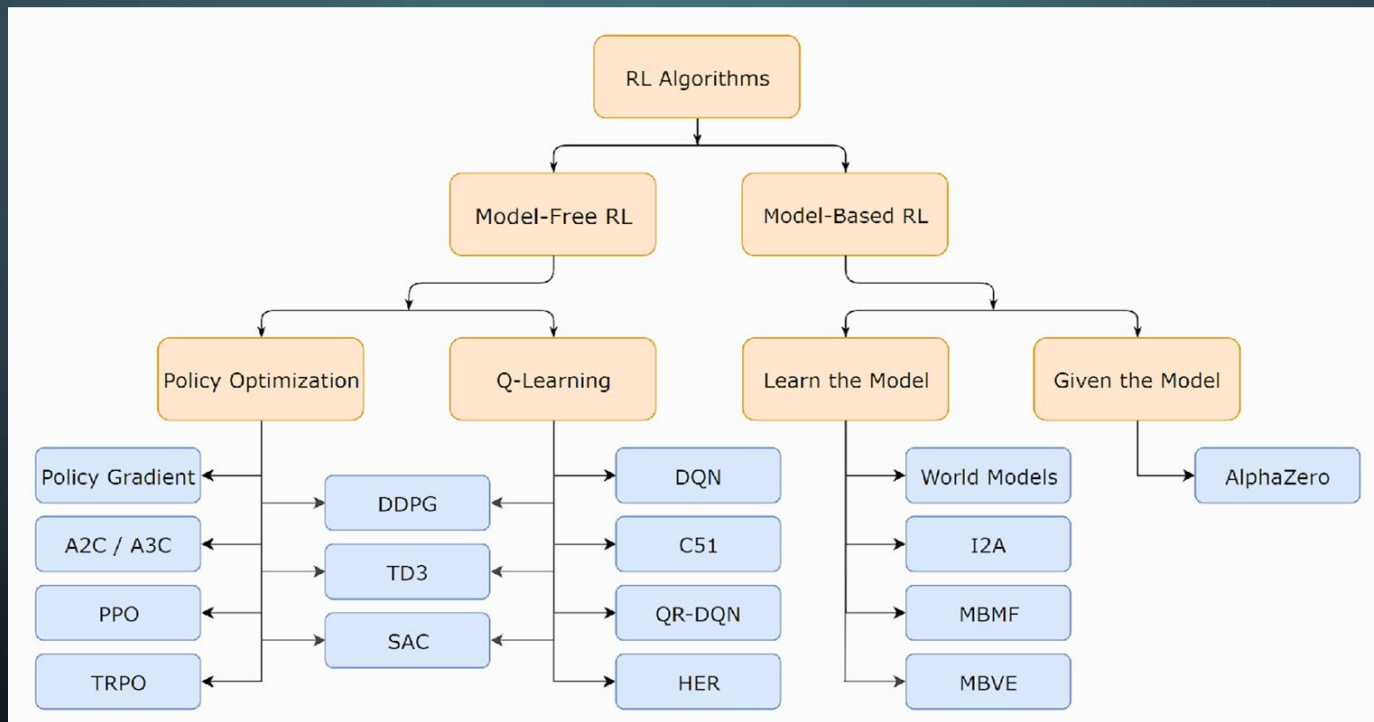 RL Algorithms
Model-Free RL
Model-Based RL
Policy Optimization
Q-Learning
Learn the Model
Given the Model
Policy Gradient
DDPG
DQN
World Models
AlphaZero
A2C / A3C
TD3
C51
I2A
PPO
SAC
QR-DQN
MBMF
TRPO
HER
MBVE